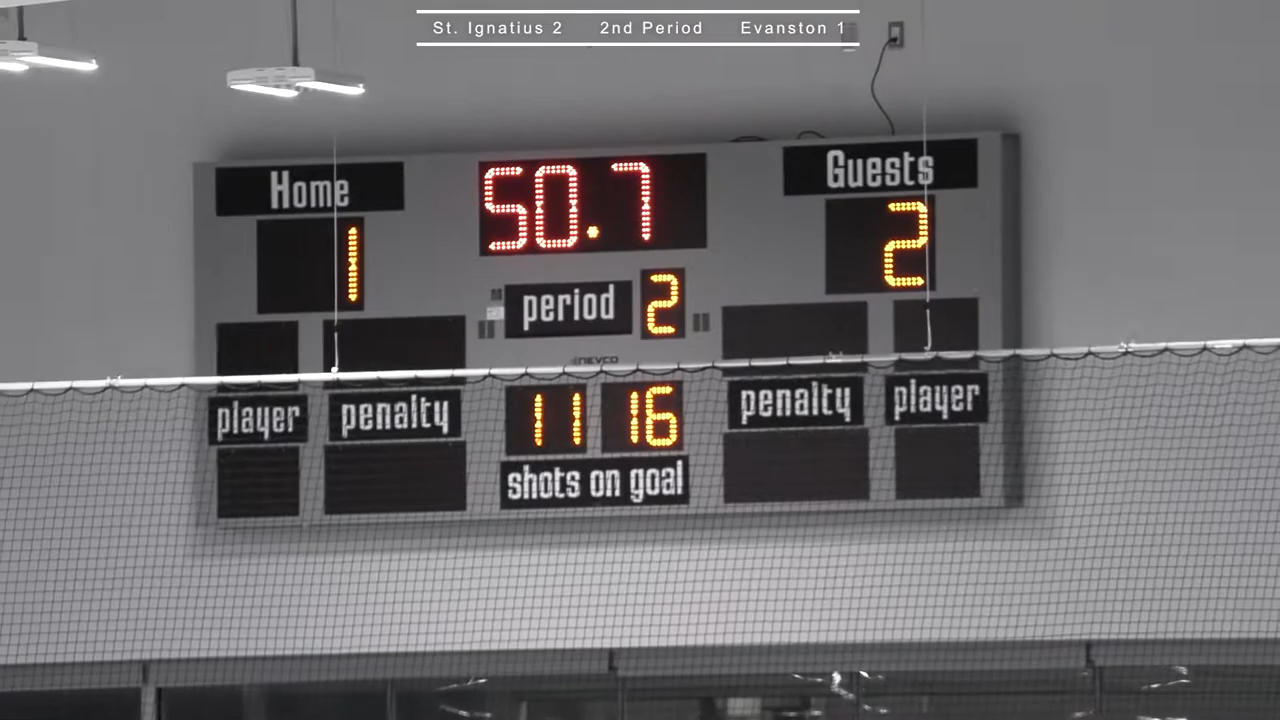 St. Ignatius 2 2nd Period Evanston 1
Home 50.7 Guests
1 2
period 2
NEVCO
player penalty 11 16 penalty player
shots on goal